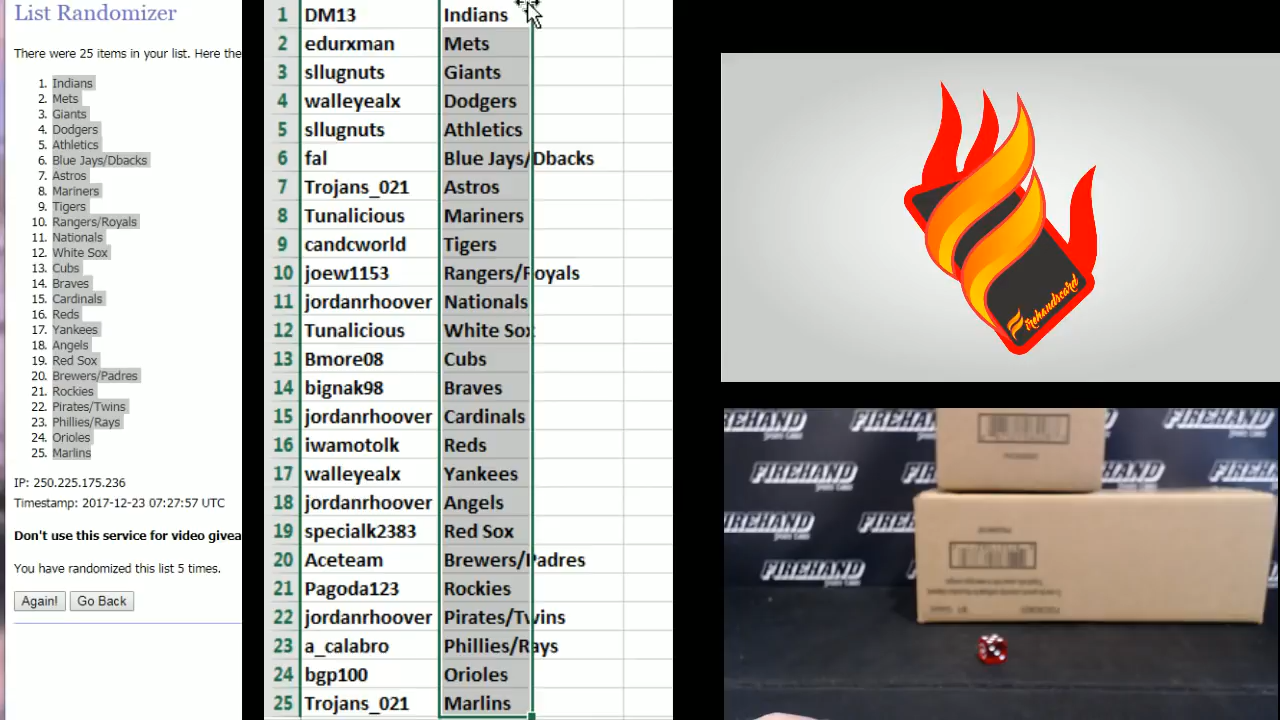 List Randomizer
There were 25 items in your list. Here the
1. Indians
2. Mets
3. Giants
4. Dodgers
5. Athletics
6. Blue Jays/Dbacks
7. Astros
8. Mariners
9. Tigers
10. Rangers/Royals
11. Nationals
12. White Sox
13. Cubs
14. Braves
15. Cardinals
16. Reds
17. Yankees
18. Angels
19. Red Sox
20. Brewers/Padres
21. Rockies
22. Pirates/Twins
23. Phillies/Rays
24. Orioles
25. Marlins
IP: 250.225.175.236
Timestamp: 2017-12-23 07:27:57 UTC
Don't use this service for video givea
You have randomized this list 5 times.
Again! Go Back
1 DM13 Indians
2 edurxman Mets
3 sllugnuts Giants
4 walleyealx Dodgers
5 sllugnuts Athletics
6 fal Blue Jays/Dbacks
7 Trojans_021 Astros
8 Tunalicious Mariners
9 candcworld Tigers
10 joew1153 Rangers/Royals
11 jordanrhoover Nationals
12 Tunalicious White Sox
13 Bmore08 Cubs
14 bignak98 Braves
15 jordanrhoover Cardinals
16 iwamotolk Reds
17 walleyealx Yankees
18 jordanrhoover Angels
19 specialk2383 Red Sox
20 Aceteam Brewers/Padres
21 Pagoda123 Rockies
22 jordanrhoover Pirates/Twins
23 a_calabro Phillies/Rays
24 bgp100 Orioles
25 Trojans_021 Marlins
firehandscard
FIREHAND
FIREHAND
FIREHAND
FIREHAND
FIREHAND